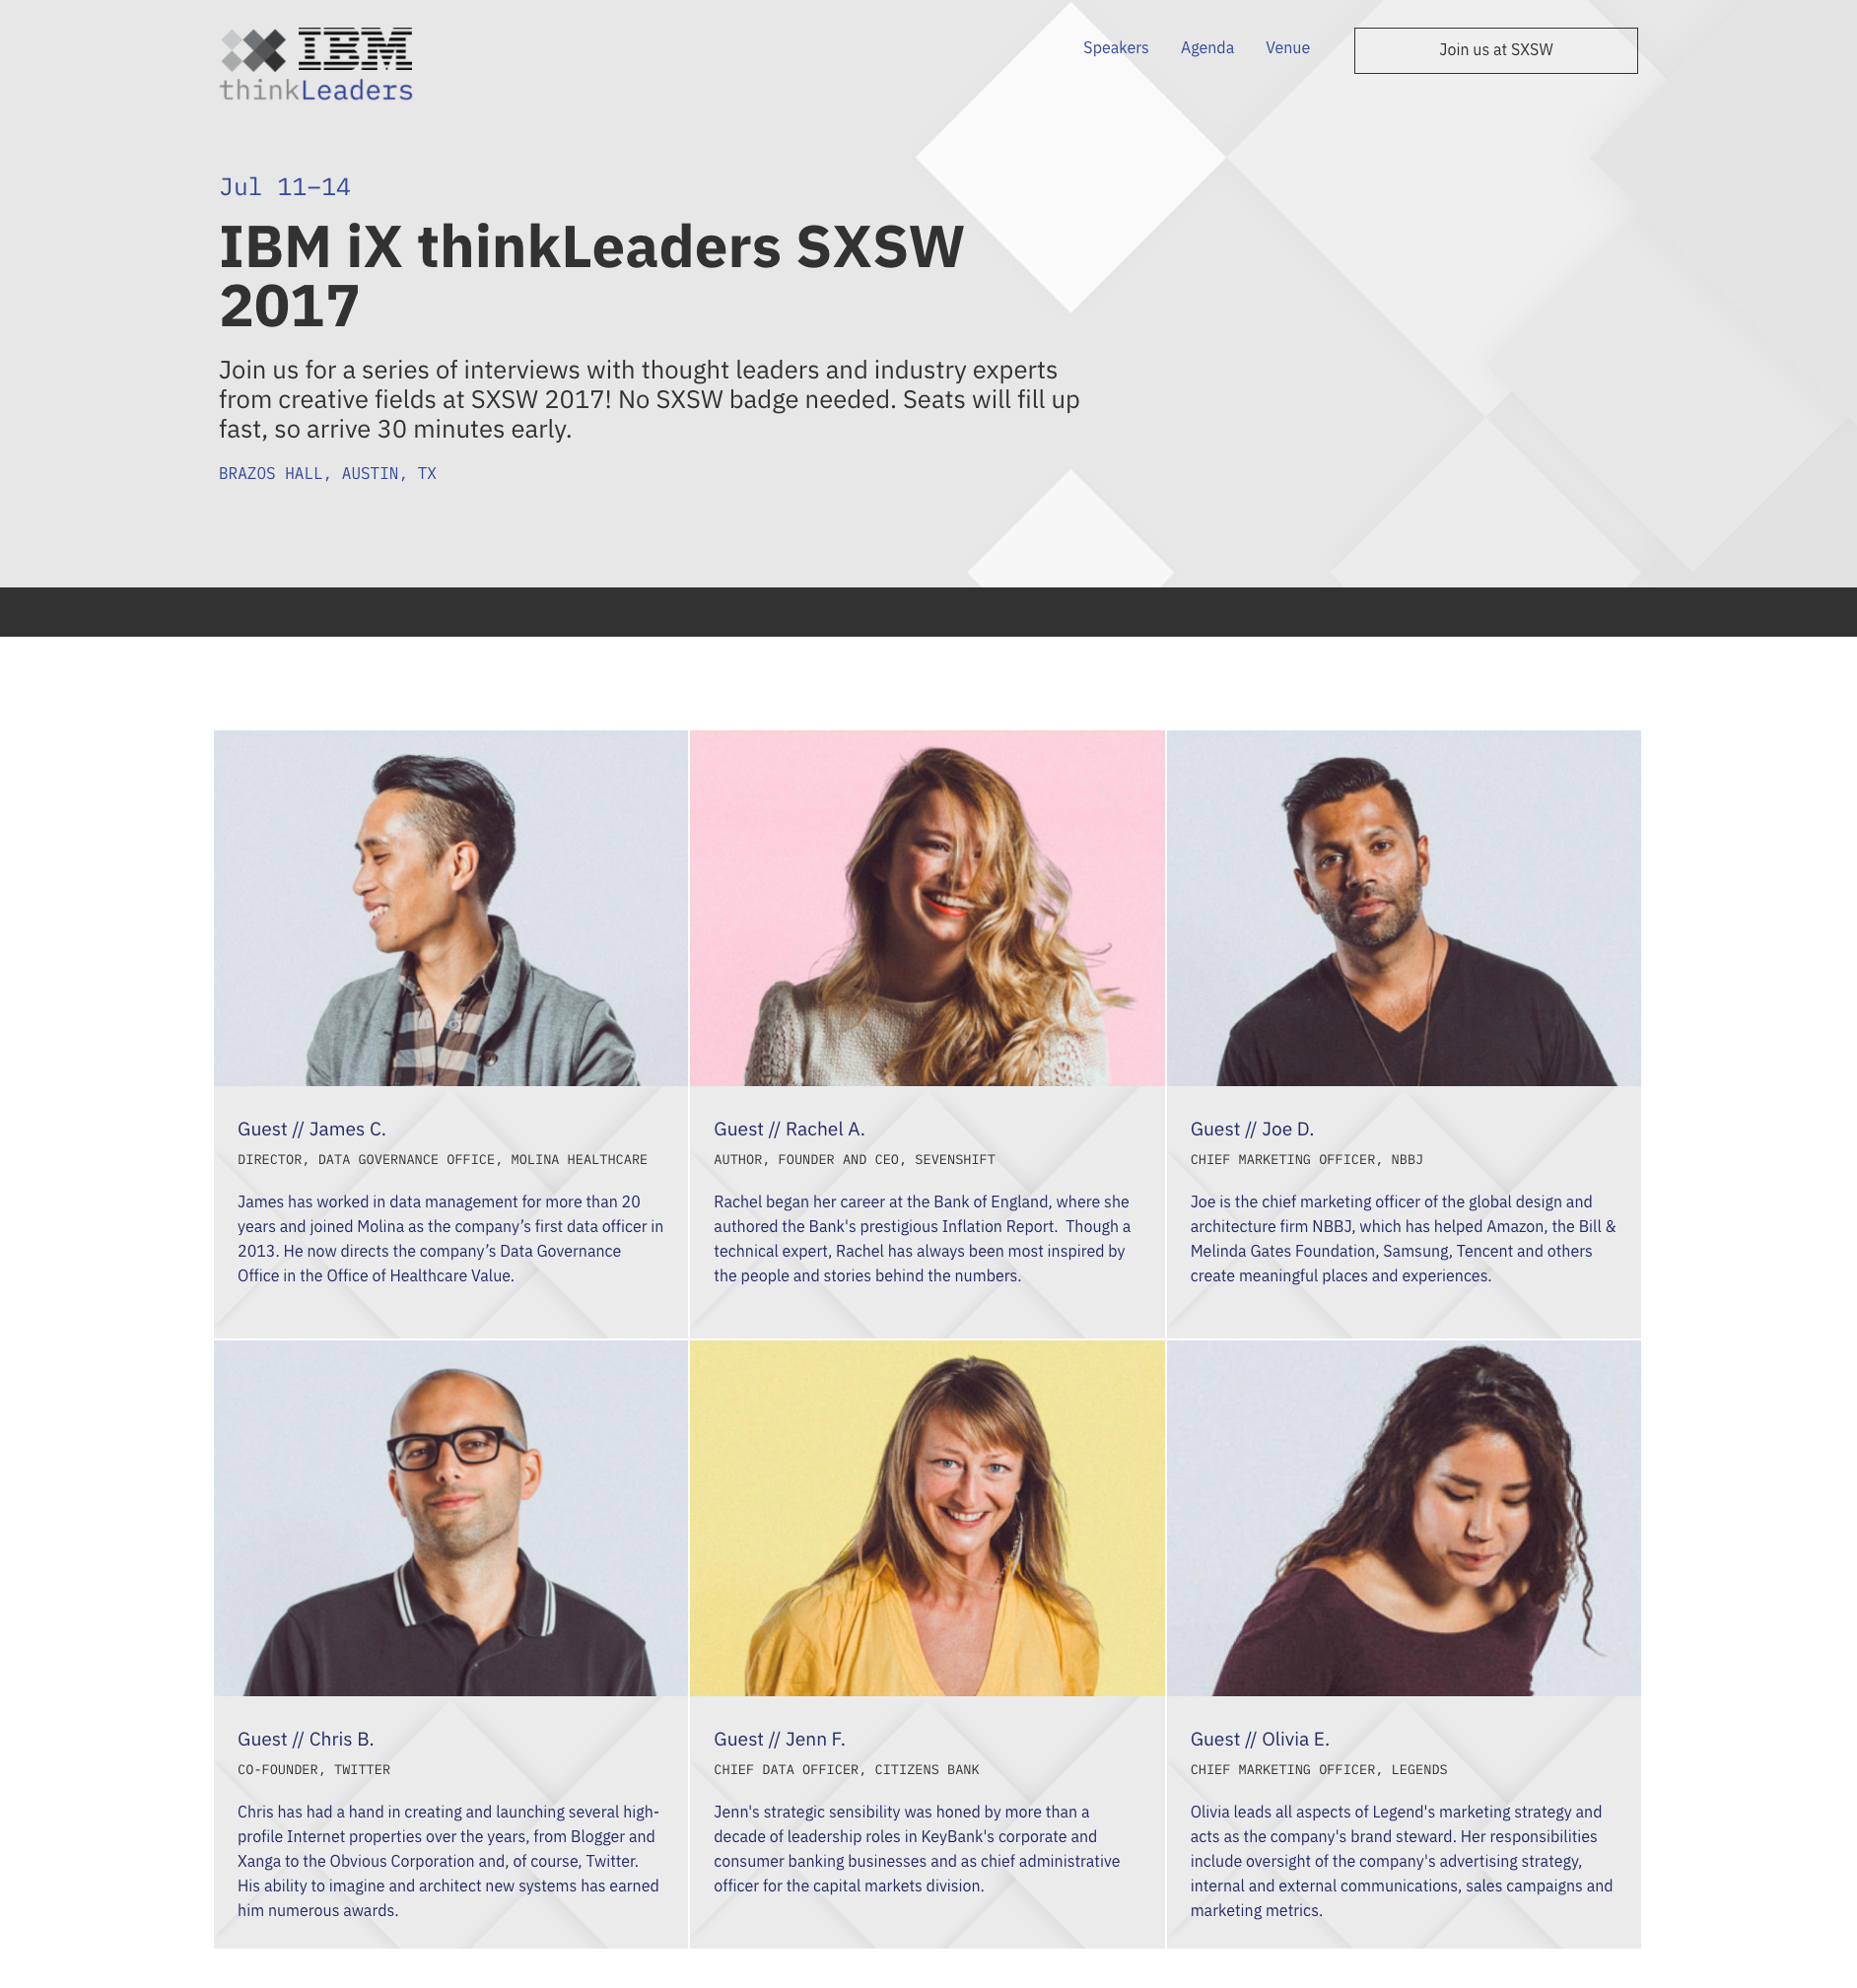 IBM
thinkLeaders
Speakers
Agenda
Venue
Join us at SXSW
Jul 11–14
IBM iX thinkLeaders SXSW
2017
Join us for a series of interviews with thought leaders and industry experts
from creative fields at SXSW 2017! No SXSW badge needed. Seats will fill up
fast, so arrive 30 minutes early.
BRAZOS HALL, AUSTIN, TX
Guest // James C.
DIRECTOR, DATA GOVERNANCE OFFICE, MOLINA HEALTHCARE
James has worked in data management for more than 20
years and joined Molina as the company’s first data officer in
2013. He now directs the company’s Data Governance
Office in the Office of Healthcare Value.
Guest // Rachel A.
AUTHOR, FOUNDER AND CEO, SEVENSHIFT
Rachel began her career at the Bank of England, where she
authored the Bank's prestigious Inflation Report.  Though a
technical expert, Rachel has always been most inspired by
the people and stories behind the numbers.
Guest // Joe D.
CHIEF MARKETING OFFICER, NBBJ
Joe is the chief marketing officer of the global design and
architecture firm NBBJ, which has helped Amazon, the Bill &
Melinda Gates Foundation, Samsung, Tencent and others
create meaningful places and experiences.
Guest // Chris B.
CO-FOUNDER, TWITTER
Chris has had a hand in creating and launching several high-
profile Internet properties over the years, from Blogger and
Xanga to the Obvious Corporation and, of course, Twitter.
His ability to imagine and architect new systems has earned
him numerous awards.
Guest // Jenn F.
CHIEF DATA OFFICER, CITIZENS BANK
Jenn's strategic sensibility was honed by more than a
decade of leadership roles in KeyBank's corporate and
consumer banking businesses and as chief administrative
officer for the capital markets division.
Guest // Olivia E.
CHIEF MARKETING OFFICER, LEGENDS
Olivia leads all aspects of Legend's marketing strategy and
acts as the company's brand steward. Her responsibilities
include oversight of the company's advertising strategy,
internal and external communications, sales campaigns and
marketing metrics.